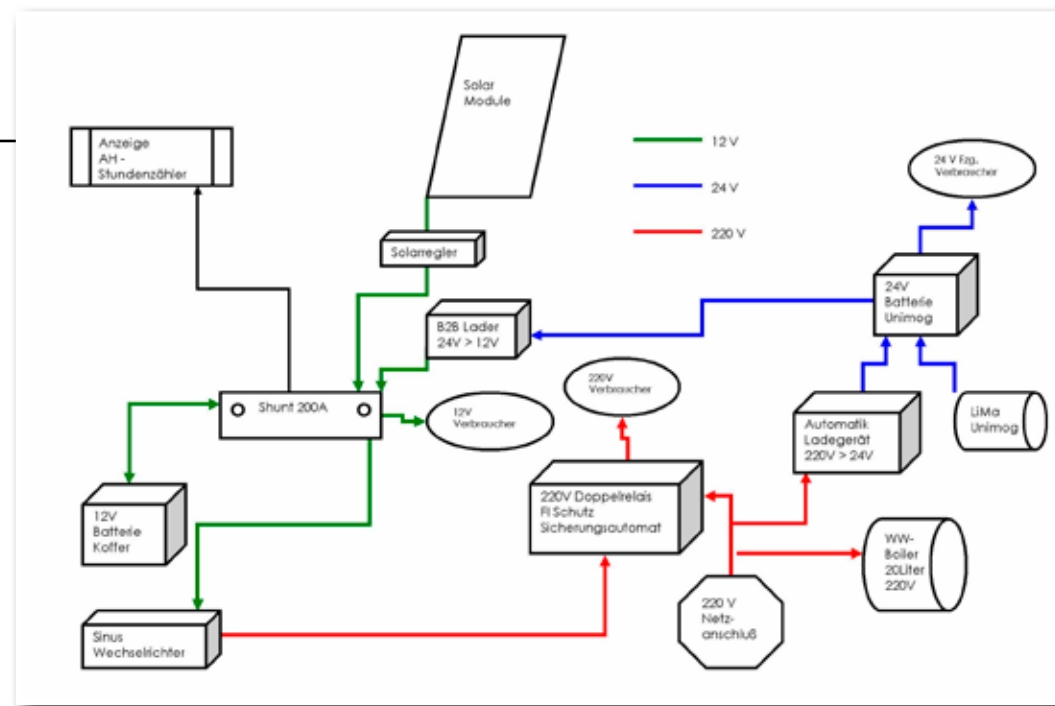 Solar
Module
Anzeige
AH -
Stundenzähler
12 V
24 V
220 V
24 V Fzg.
Verbraucher
Solarregler
24V
Batterie
Unimog
B2B Lader
24V > 12V
220V
Verbraucher
Shunt 200A
12V
Verbraucher
Automatik
Ladegerät
220V > 24V
LiMa
Unimog
12V
Batterie
Koffer
220V Doppelrelais
FI Schutz
Sicherungsautomat
WW-
Boiler
20Liter
220V
220 V
Netz-
anschluß
Sinus
Wechselrichter